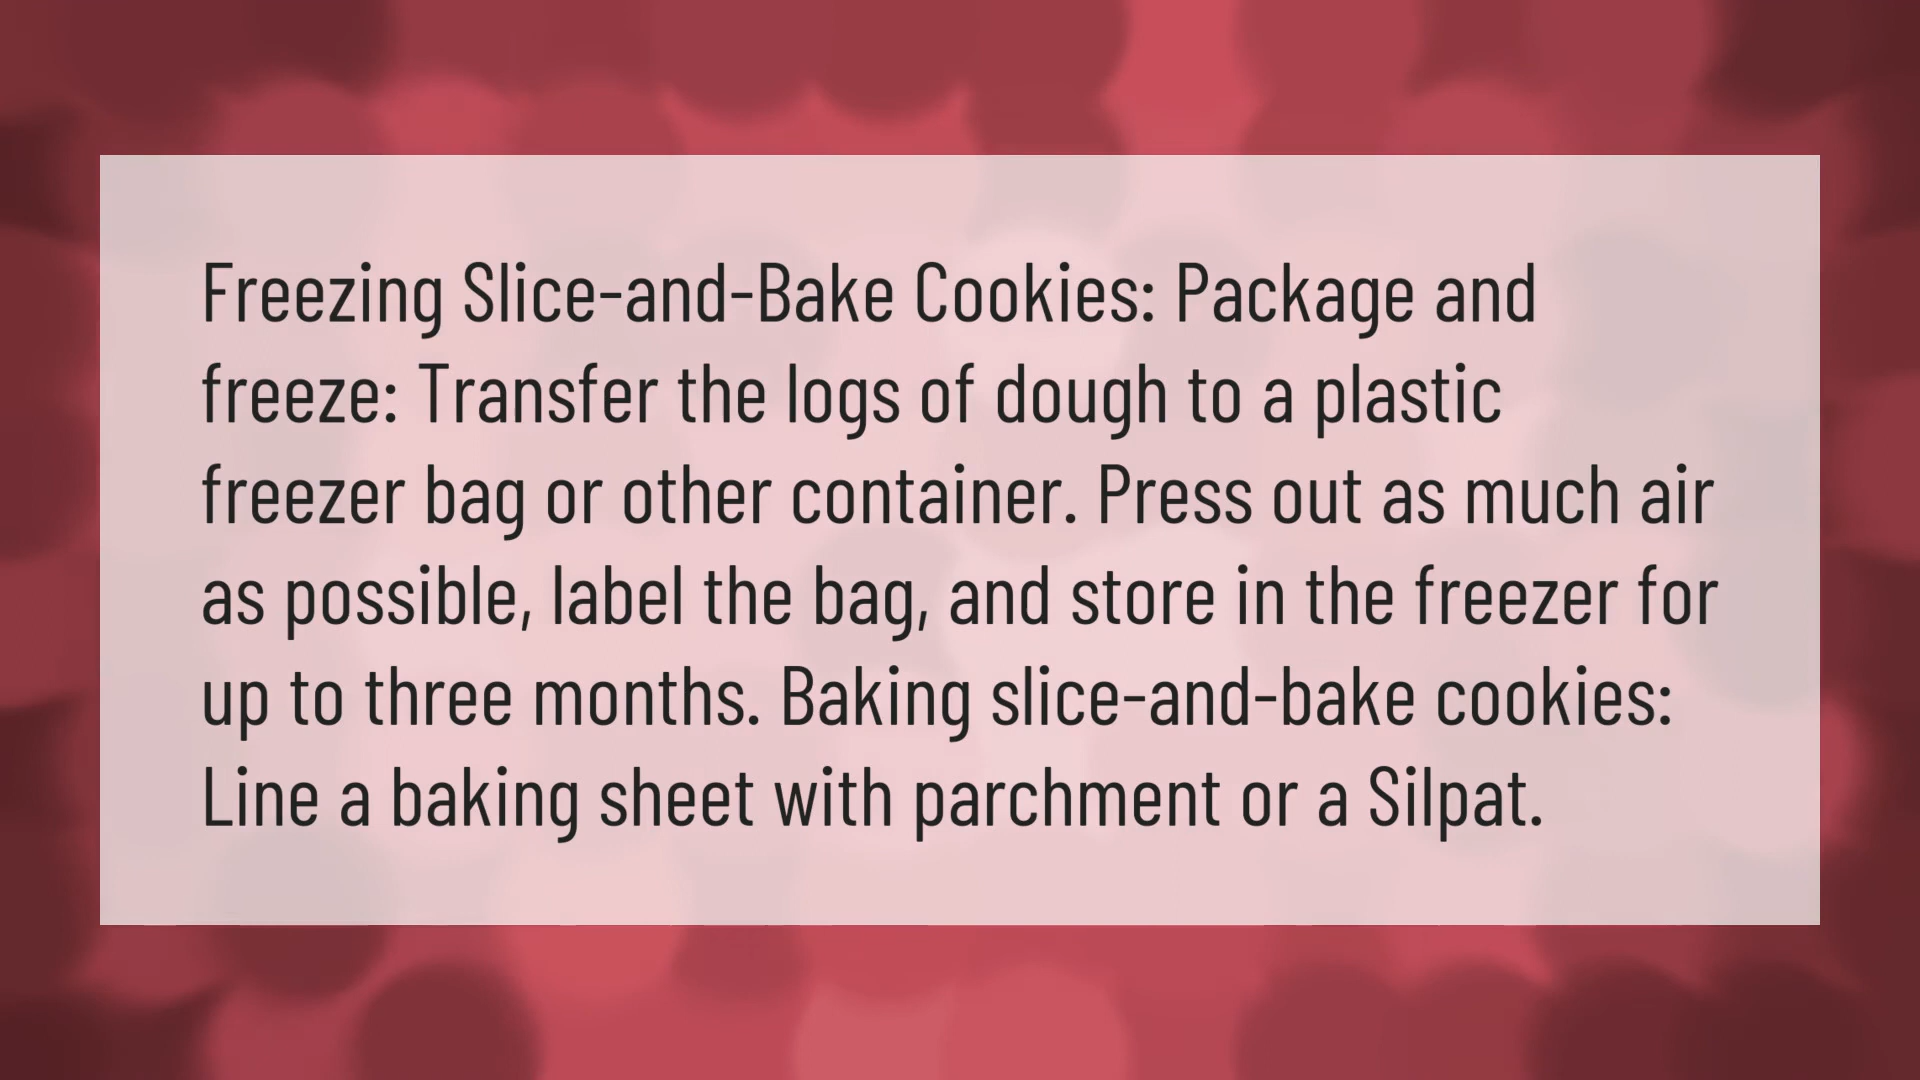 Freezing Slice-and-Bake Cookies: Package and
freeze: Transfer the logs of dough to a plastic
freezer bag or other container. Press out as much air
as possible, label the bag, and store in the freezer for
up to three months. Baking slice-and-bake cookies:
Line a baking sheet with parchment or a Silpat.